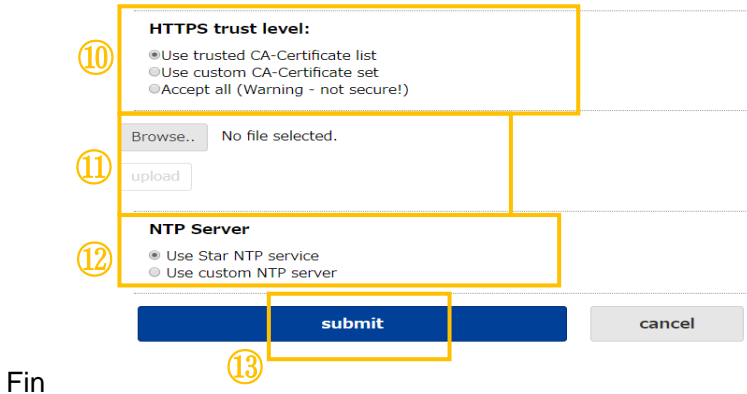 ⑩
HTTPS trust level:
Use trusted CA-Certificate list
Use custom CA-Certificate set
Accept all (Warning - not secure!)
⑪
Browse.. No file selected.
upload
⑫
NTP Server
Use Star NTP service
Use custom NTP server
submit cancel
⑬
Fin